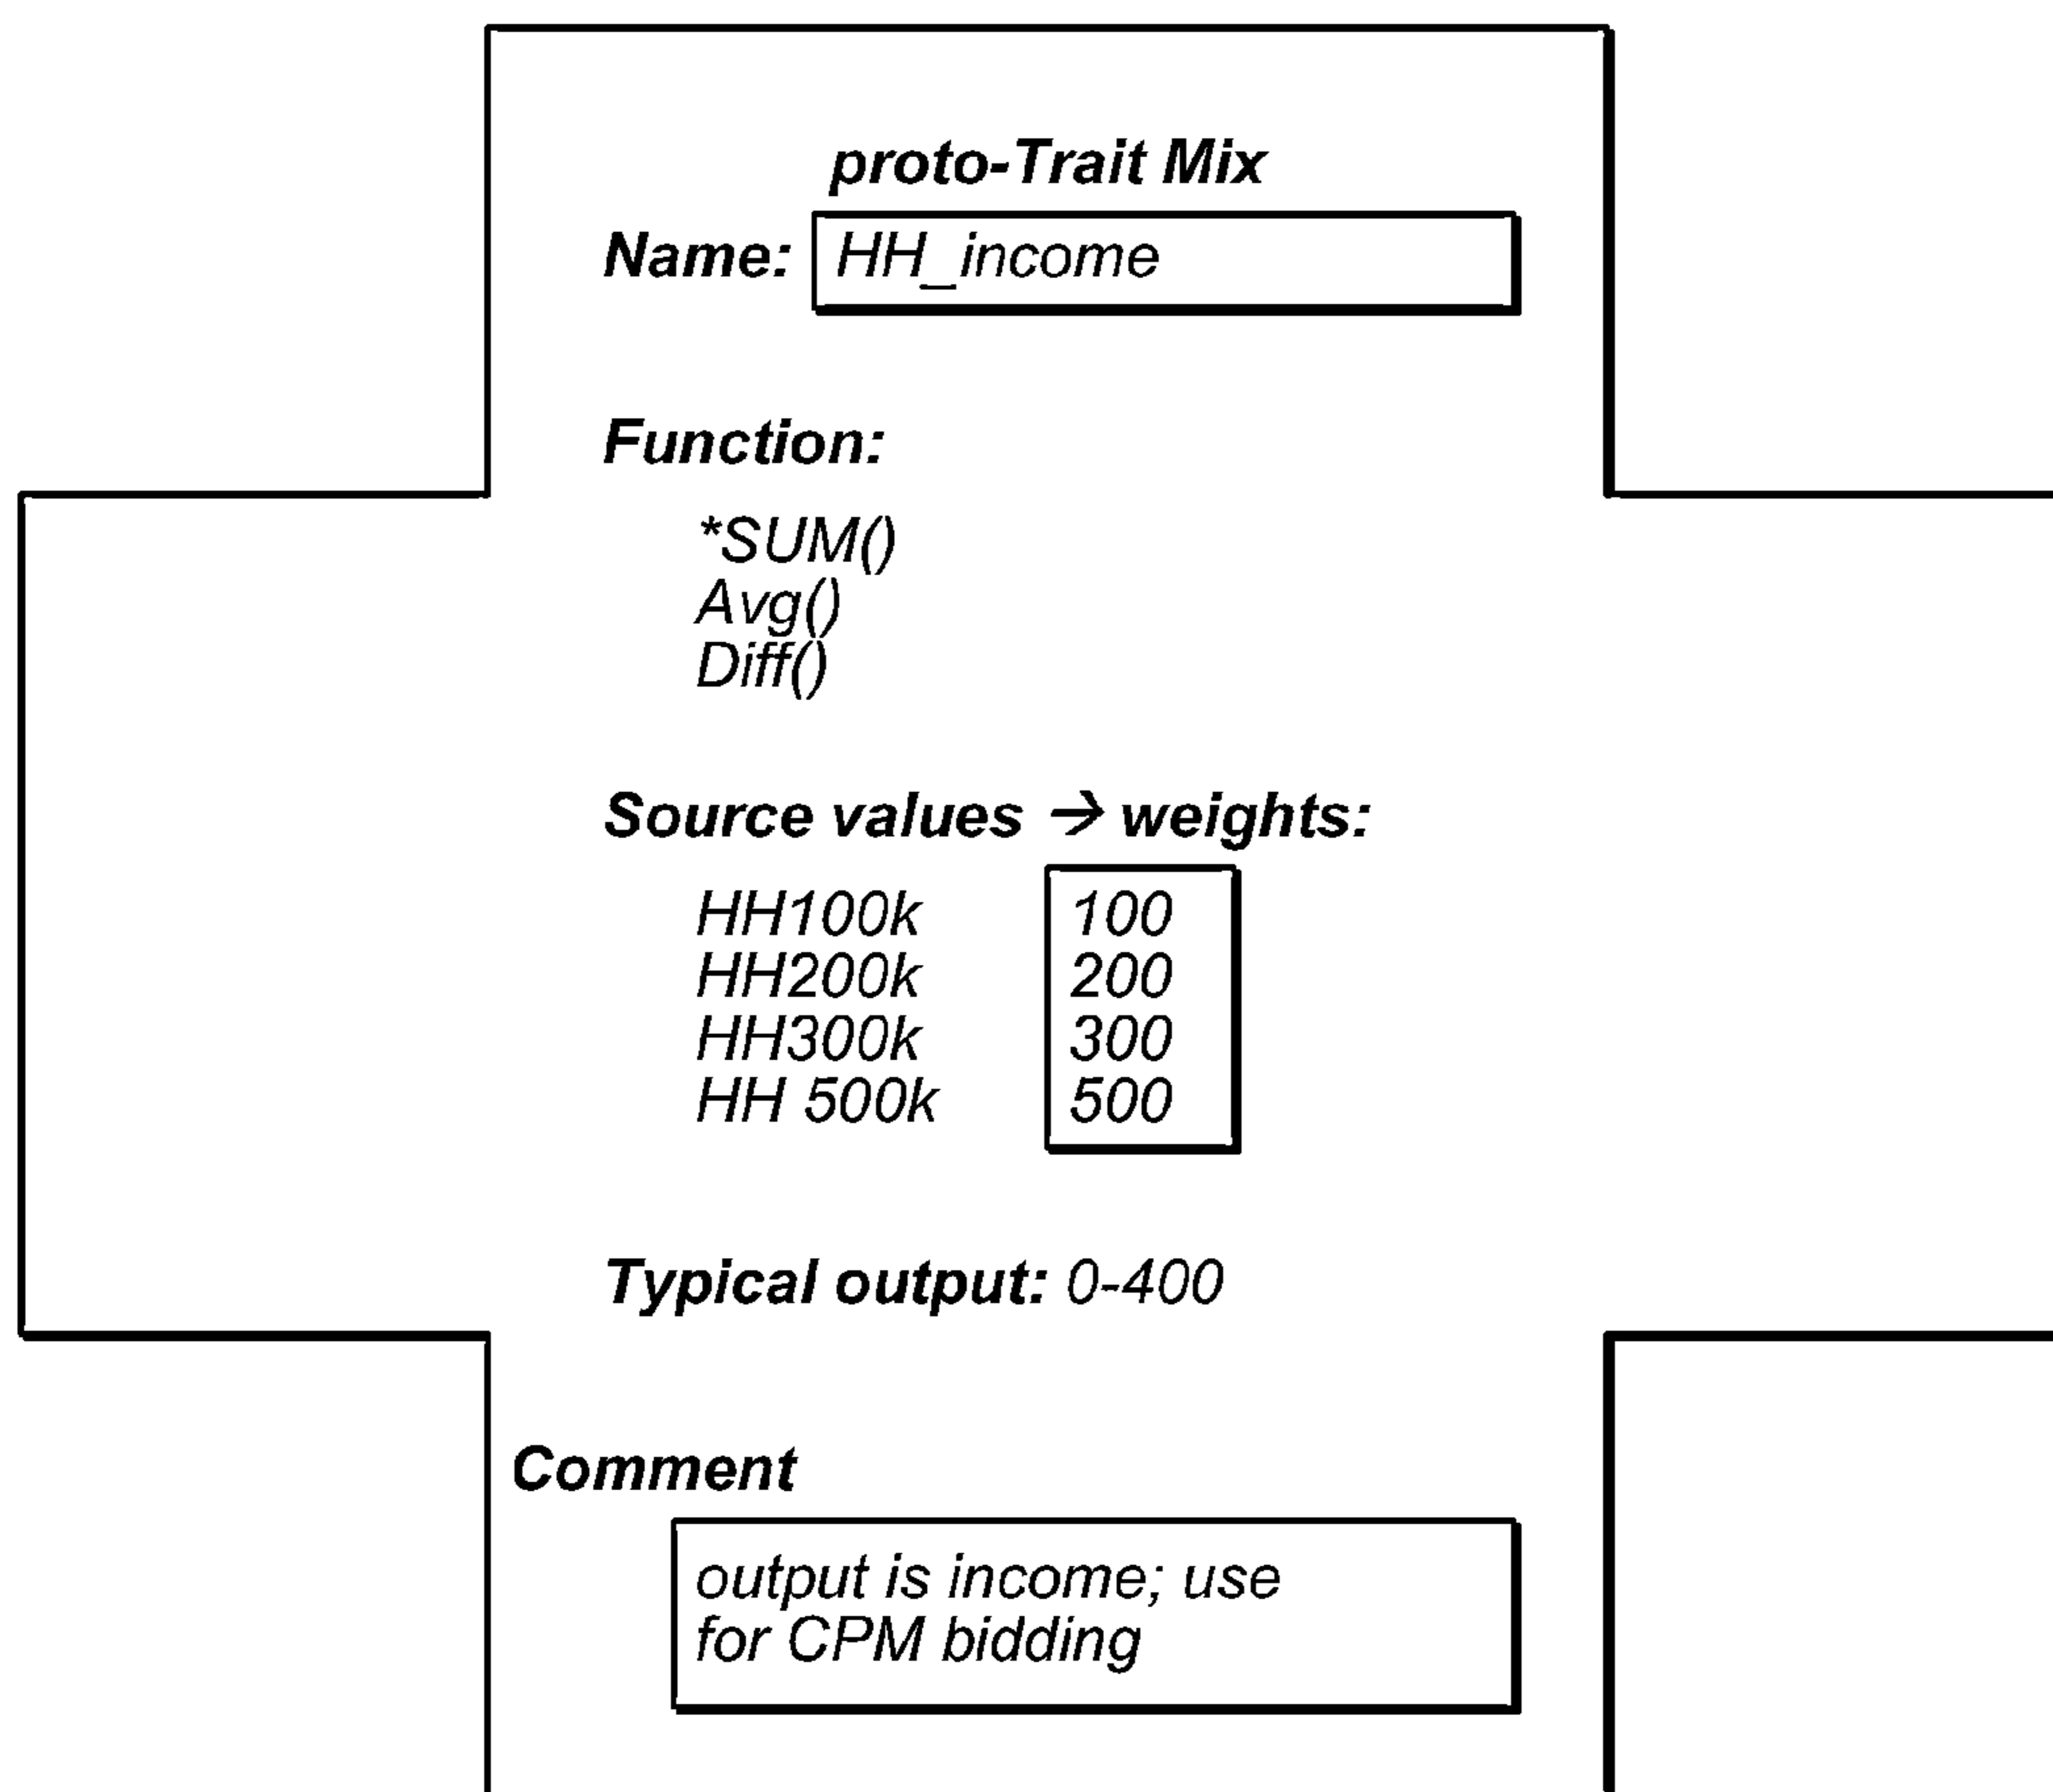 proto-Trait Mix
Name: HH_income
Function:
*SUM()
Avg()
Diff()
Source values → weights:
HH100k 100
HH200k 200
HH300k 300
HH 500k 500
Typical output: 0-400
Comment
output is income; use
for CPM bidding